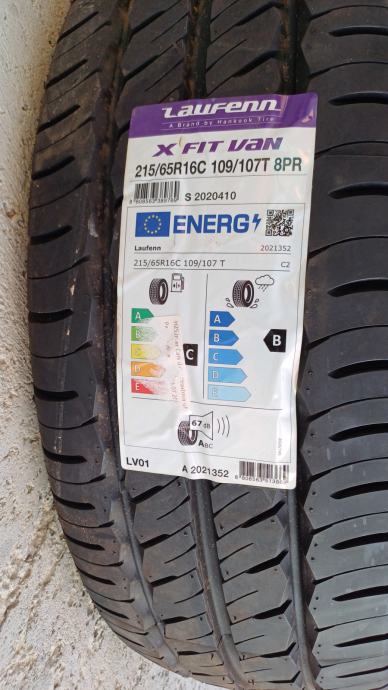 Laufenn
A Brand by Hankook Tire
X FIT VAN
215/65R16C 109/107T 8PR
S 2020410
ENERG
Laufenn 2021352
215/65R16C 109/107 T C2
A A
B B
C C
D D
E E
C B
67 dB
ABC
LV01 A 2021352